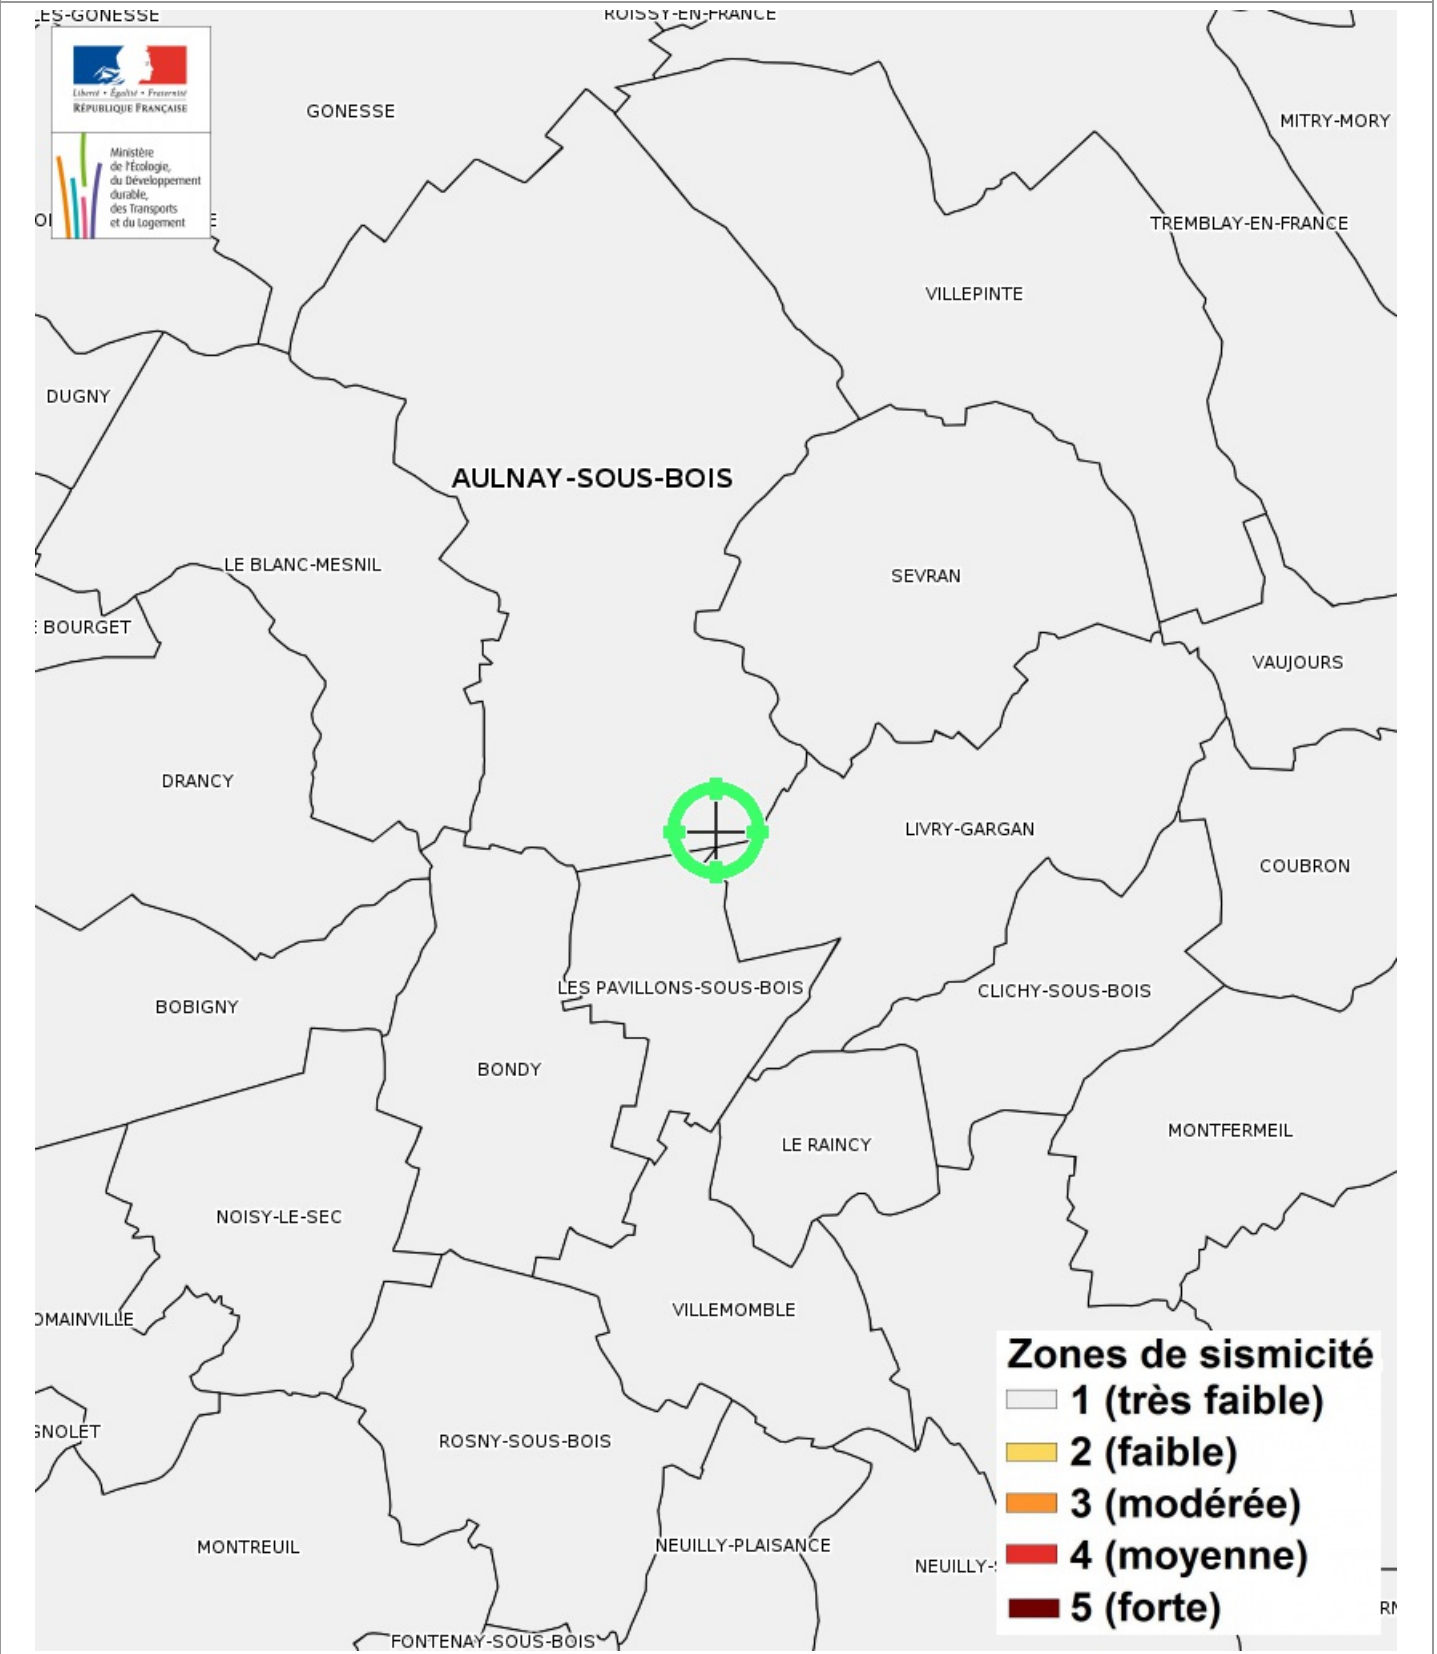 ES-GONESSE
ROISSY-EN-FRANCE
Liberté • Égalité • Fraternité
RÉPUBLIQUE FRANÇAISE
GONESSE
MITRY-MORY
Ministère
de l'Écologie,
du Développement
durable,
des Transports
et du Logement
TREMBLAY-EN-FRANCE
VILLEPINTE
DUGNY
AULNAY-SOUS-BOIS
LE BLANC-MESNIL
SEVRAN
BOURGET
VAUJOURS
DRANCY
LIVRY-GARGAN
COUBRON
LES PAVILLONS-SOUS-BOIS
CLICHY-SOUS-BOIS
BOBIGNY
BONDY
MONTFERMEIL
LE RAINCY
NOISY-LE-SEC
VILLEMOMBLE
OMAINVILLE
Zones de sismicité
1 (très faible)
2 (faible)
3 (modérée)
4 (moyenne)
5 (forte)
GNOLET
ROSNY-SOUS-BOIS
MONTREUIL
NEUILLY-PLAISANCE
NEUILLY-
FONTENAY-SOUS-BOIS